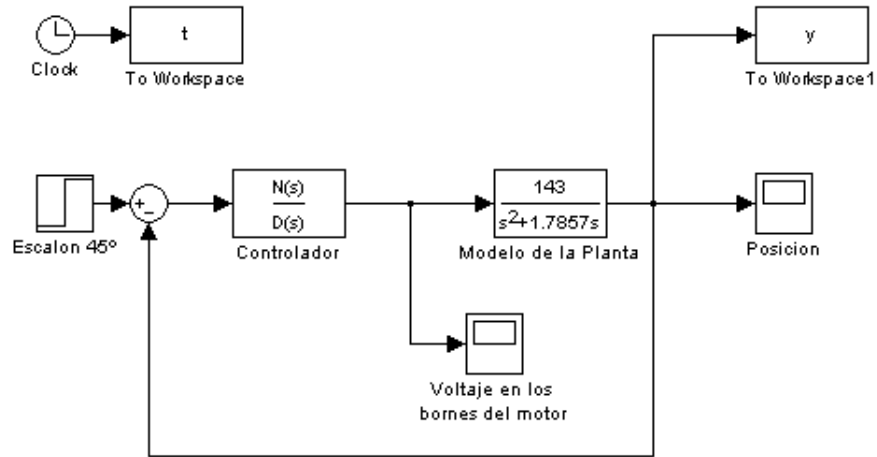 t
Clock
To Workspace
y
To Workspace1
Escalon 45º
+
-
N(s)
D(s)
Controlador
143
s²+1.7857s
Modelo de la Planta
Posicion
Voltaje en los
bornes del motor